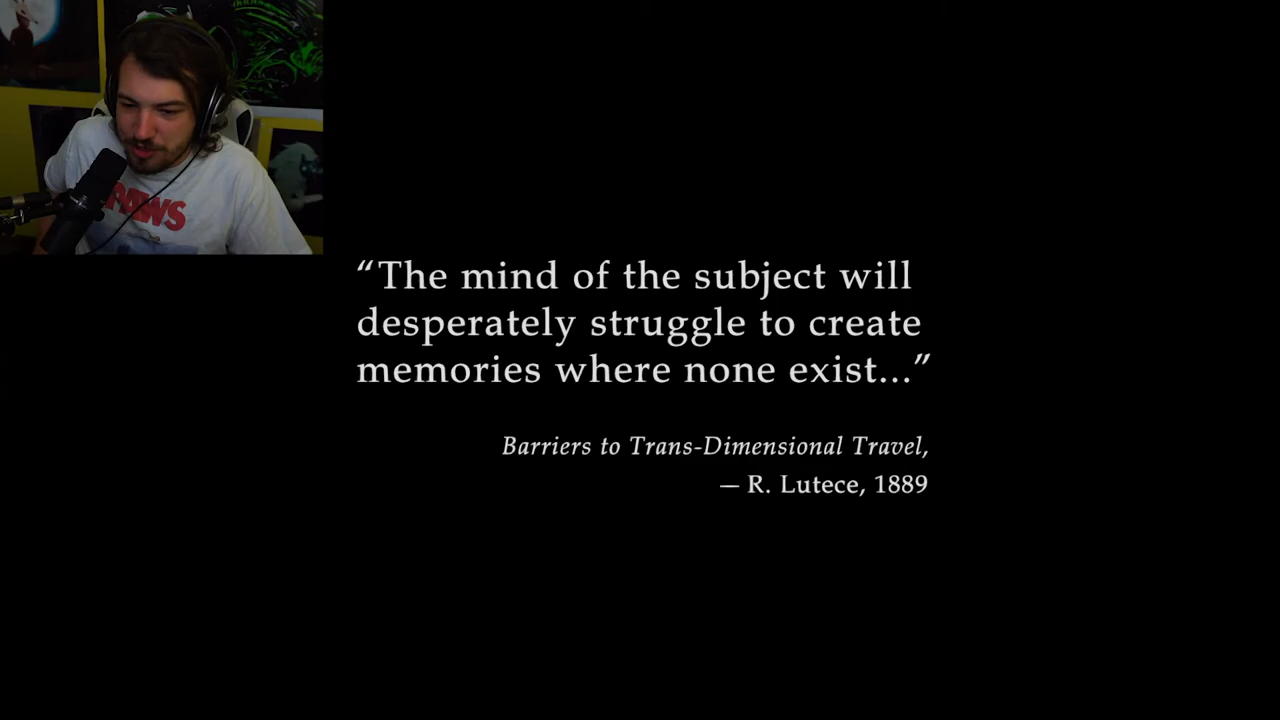 PAWS
“The mind of the subject will
desperately struggle to create
memories where none exist...”
Barriers to Trans-Dimensional Travel,
— R. Lutece, 1889